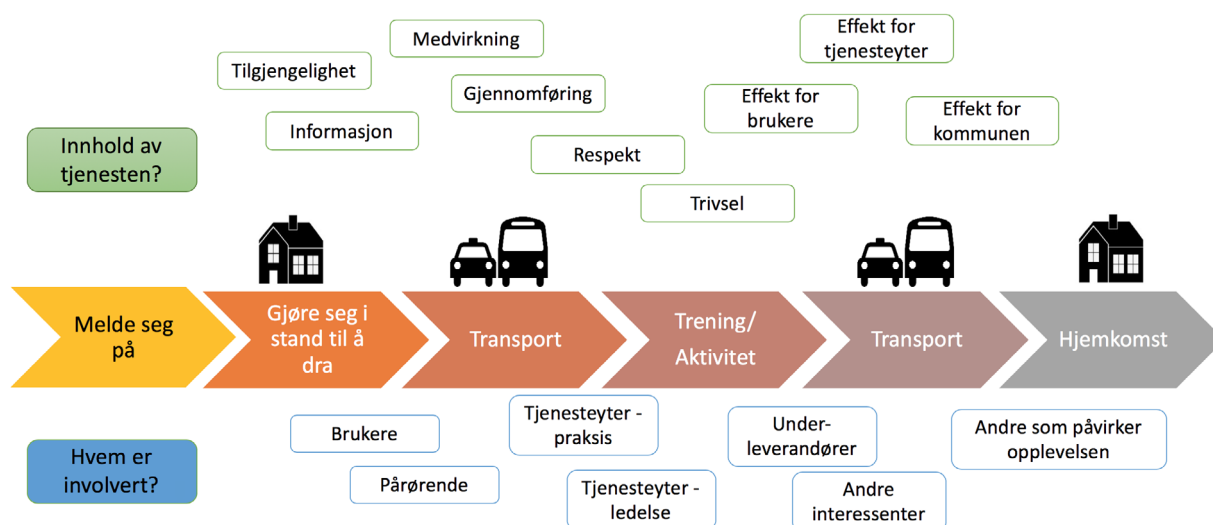 Effekt for
tjenesteyter
Medvirkning
Tilgjengelighet
Gjennomføring
Effekt for
brukere
Effekt for
kommunen
Informasjon
Innhold av
tjenesten?
Respekt
Trivsel
Melde seg
på
Gjøre seg i
stand til å
dra
Transport
Trening/
Aktivitet
Transport
Hjemkomst
Hvem er
involvert?
Brukere
Pårørende
Tjenesteyter -
praksis
Tjenesteyter -
ledelse
Under-
leverandører
Andre
interessenter
Andre som påvirker
opplevelsen